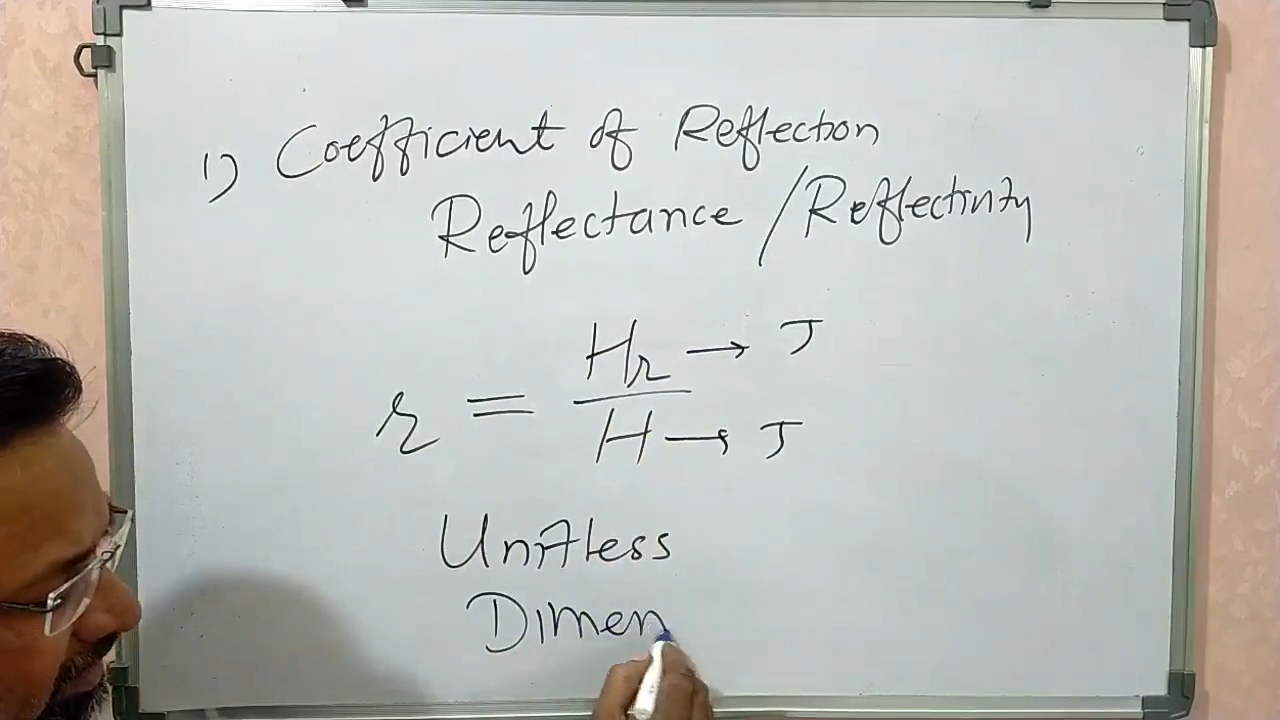 1) Coefficient of Reflection
Reflectance / Reflectivity
r = Hr → J
H → J
Unitless
Dimen